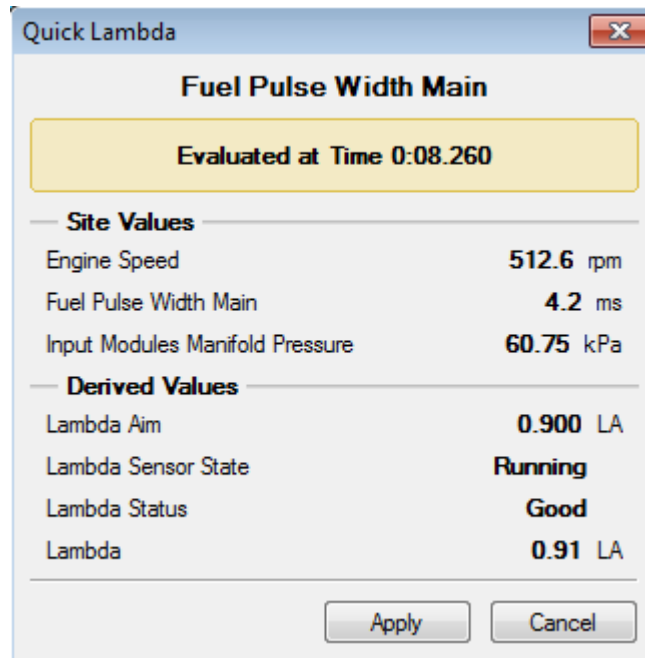 Quick Lambda
Fuel Pulse Width Main
Evaluated at Time 0:08.260
Site Values
Engine Speed 512.6 rpm
Fuel Pulse Width Main 4.2 ms
Input Modules Manifold Pressure 60.75 kPa
Derived Values
Lambda Aim 0.900 LA
Lambda Sensor State Running
Lambda Status Good
Lambda 0.91 LA
Apply Cancel